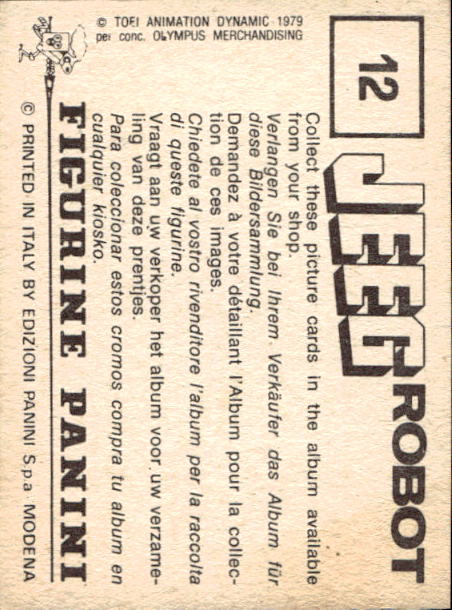 12
JEEG ROBOT
Collect these picture cards in the album available
from your shop.
Verlangen Sie bei Ihrem Verkäufer das Album für
diese Bildersammlung.
Demandez à votre détaillant l'Album pour la collec-
tion de ces images.
Chiedete al vostro rivenditore l'album per la raccolta
di queste figurine.
Vraagt aan uw verkoper het album voor uw verzame-
ling van deze prentjes.
Para coleccionar estos cromos compra tu album en
cualquier kiosko.
FIGURINE PANINI
© PRINTED IN ITALY BY EDIZIONI PANINI S.p.a. MODENA
© TOEI ANIMATION DYNAMIC 1979
per conc. OLYMPUS MERCHANDISING